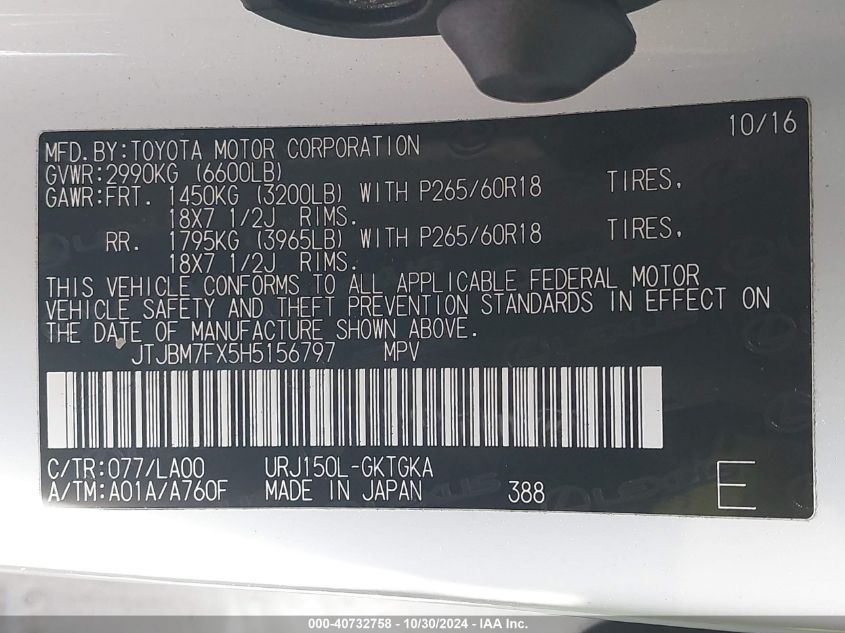 10/16
MFD.BY:TOYOTA MOTOR CORPORATION
GVWR:2990KG (6600LB)
GAWR:FRT. 1450KG (3200LB) WITH P265/60R18 TIRES,
18X7 1/2J RIMS.
RR. 1795KG (3965LB) WITH P265/60R18 TIRES,
18X7 1/2J RIMS.
THIS VEHICLE CONFORMS TO ALL APPLICABLE FEDERAL MOTOR
VEHICLE SAFETY AND THEFT PREVENTION STANDARDS IN EFFECT ON
THE DATE OF MANUFACTURE SHOWN ABOVE.
JTJBM7FX5H5156797 MPV
C/TR:077/LA00 URJ150L-GKTGKA
A/TM:A01A/A760F MADE IN JAPAN 388 E
000-40732758 - 10/30/2024 - IAA Inc.